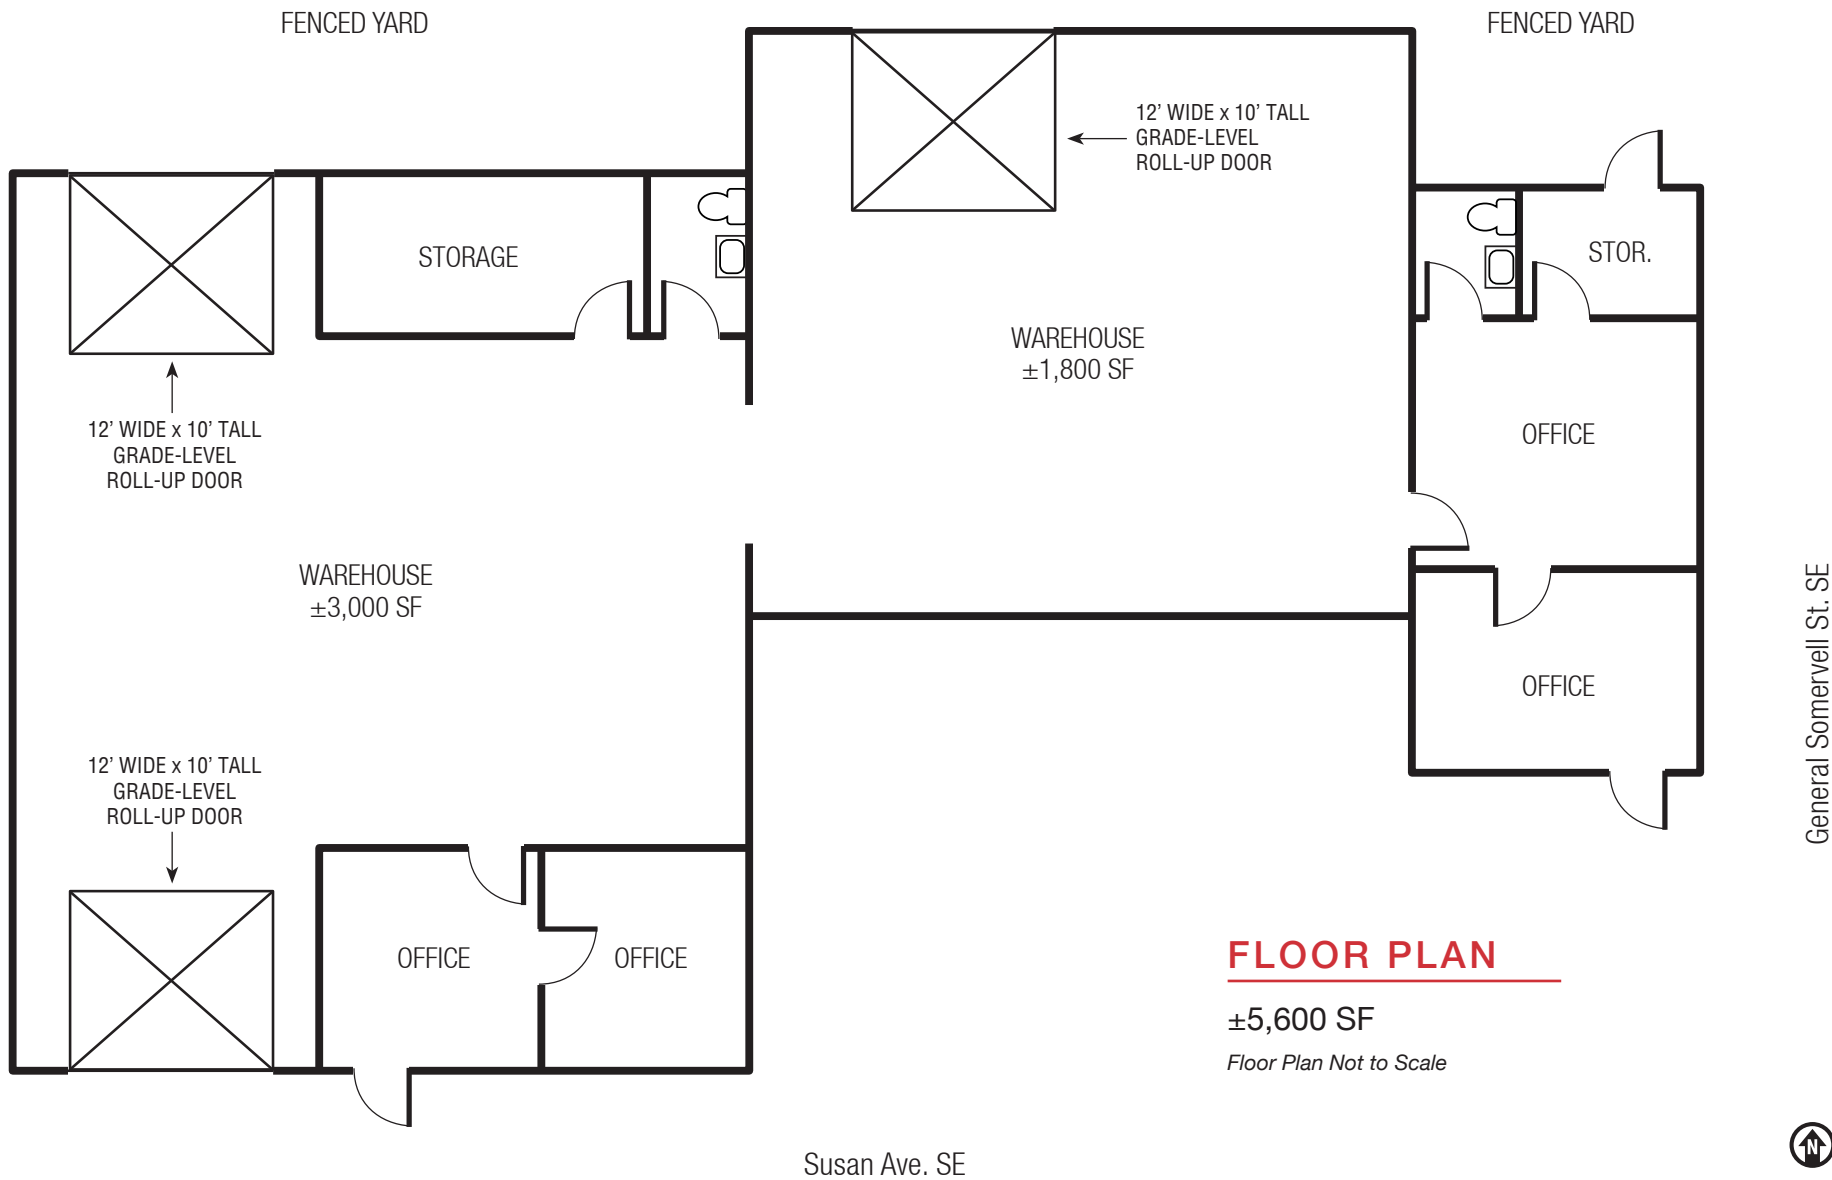 FENCED YARD
FENCED YARD
12’ WIDE x 10’ TALL
GRADE-LEVEL
ROLL-UP DOOR
STORAGE
STOR.
WAREHOUSE
±1,800 SF
12’ WIDE x 10’ TALL
GRADE-LEVEL
ROLL-UP DOOR
OFFICE
WAREHOUSE
±3,000 SF
OFFICE
General Somervell St. SE
12’ WIDE x 10’ TALL
GRADE-LEVEL
ROLL-UP DOOR
OFFICE
OFFICE
FLOOR PLAN
±5,600 SF
Floor Plan Not to Scale
N
Susan Ave. SE